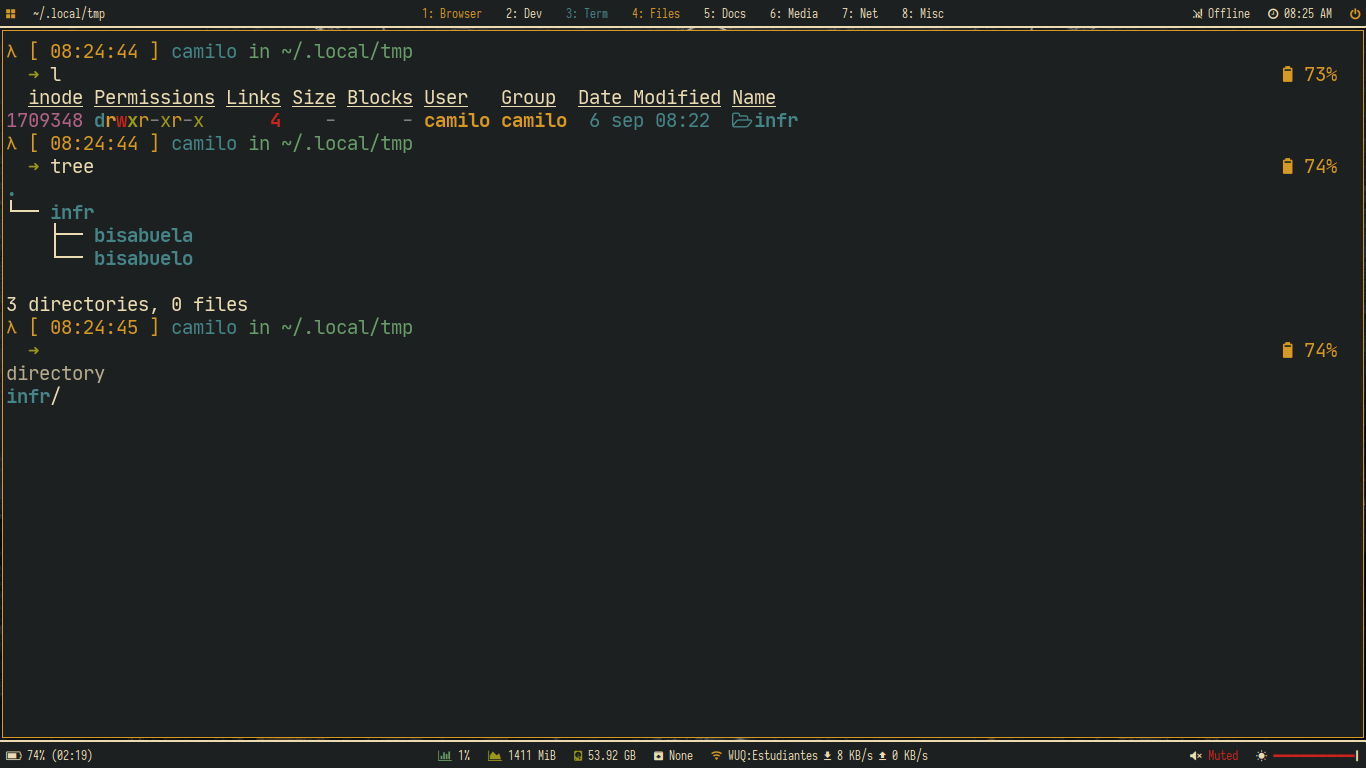 ~/.local/tmp 1: Browser 2: Dev 3: Term 4: Files 5: Docs 6: Media 7: Net 8: Misc Offline 08:25 AM
λ [ 08:24:44 ] camilo in ~/.local/tmp
➜ l 73%
inode Permissions Links Size Blocks User Group Date Modified Name
1709348 drwxr-xr-x 4 - - camilo camilo 6 sep 08:22 infr
λ [ 08:24:44 ] camilo in ~/.local/tmp
➜ tree 74%
.
└── infr
├── bisabuela
└── bisabuelo
3 directories, 0 files
λ [ 08:24:45 ] camilo in ~/.local/tmp
➜ 74%
directory
infr/
74% (02:19) 1% 1411 MiB 53.92 GB None WUQ:Estudiantes 8 KB/s 0 KB/s Muted